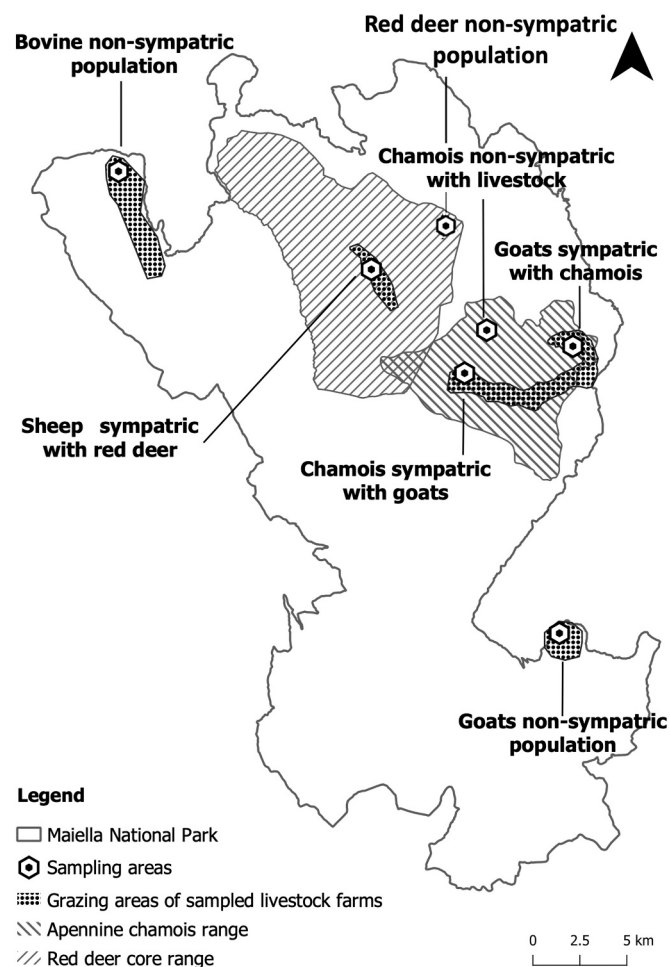 Red deer non-sympatric
population
Bovine non-sympatric
population
Chamois non-sympatric
with livestock
Goats sympatric
with chamois
Sheep sympatric
with red deer
Chamois sympatric
with goats
Goats non-sympatric
population
Legend
Maiella National Park
Sampling areas
Grazing areas of sampled livestock farms
Apennine chamois range
Red deer core range
0 2.5 5 km